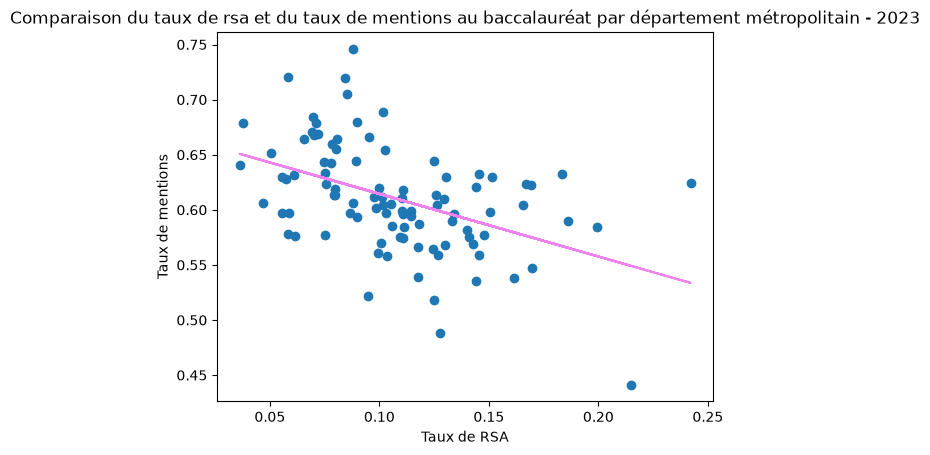 Comparaison du taux de rsa et du taux de mentions au baccalauréat par département métropolitain - 2023
Taux de mentions
0.75
0.70
0.65
0.60
0.55
0.50
0.45
0.05 0.10 0.15 0.20 0.25
Taux de RSA